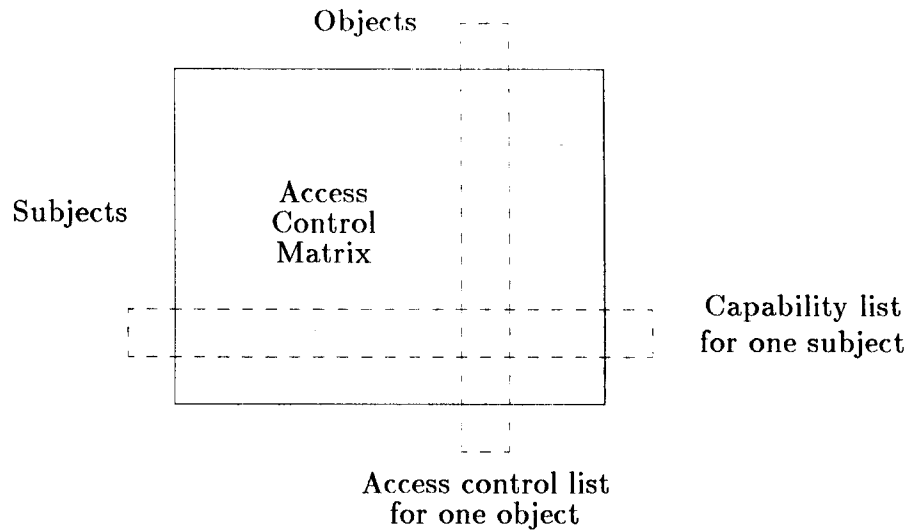 Objects
Subjects
Access
Control
Matrix
Capability list
for one subject
Access control list
for one object